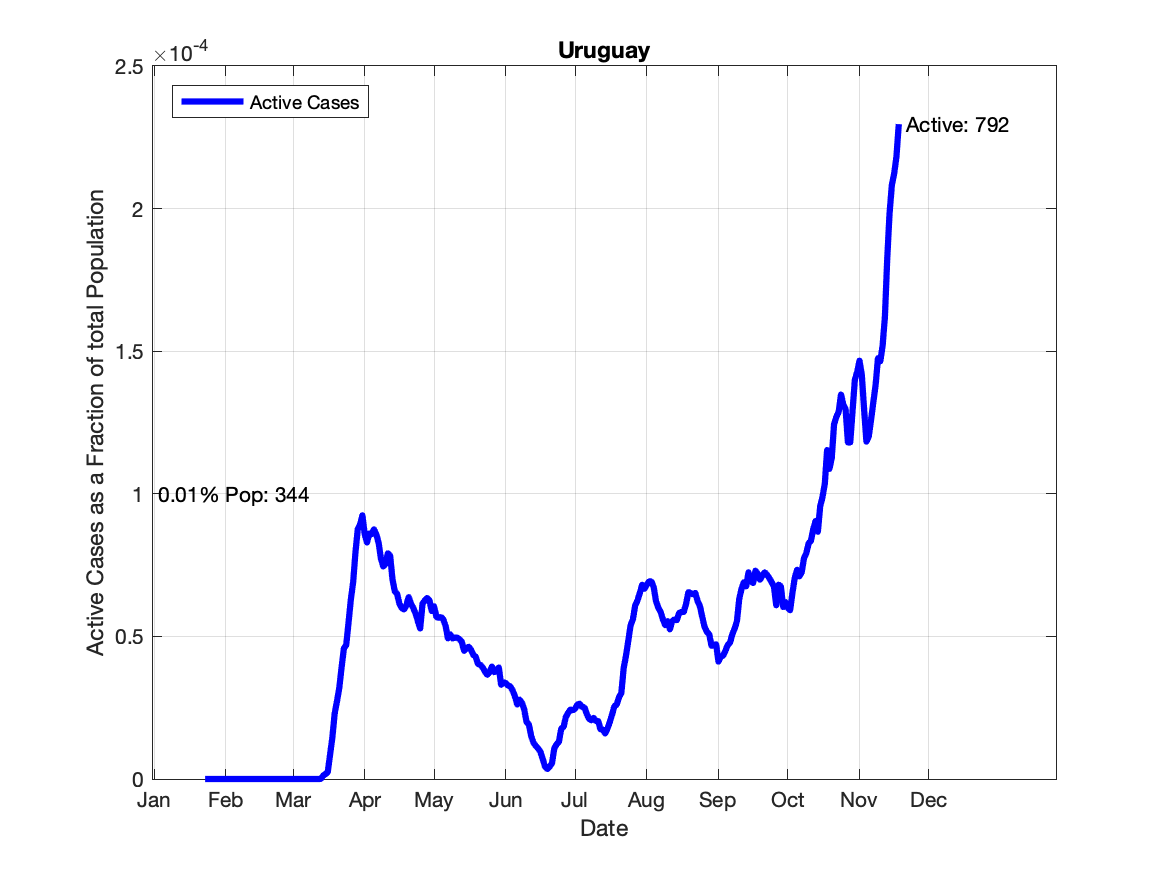 Uruguay
×10⁻⁴
2.5
Active Cases
Active: 792
2
1.5
1
0.01% Pop: 344
0.5
0
Jan Feb Mar Apr May Jun Jul Aug Sep Oct Nov Dec
Date
Active Cases as a Fraction of total Population